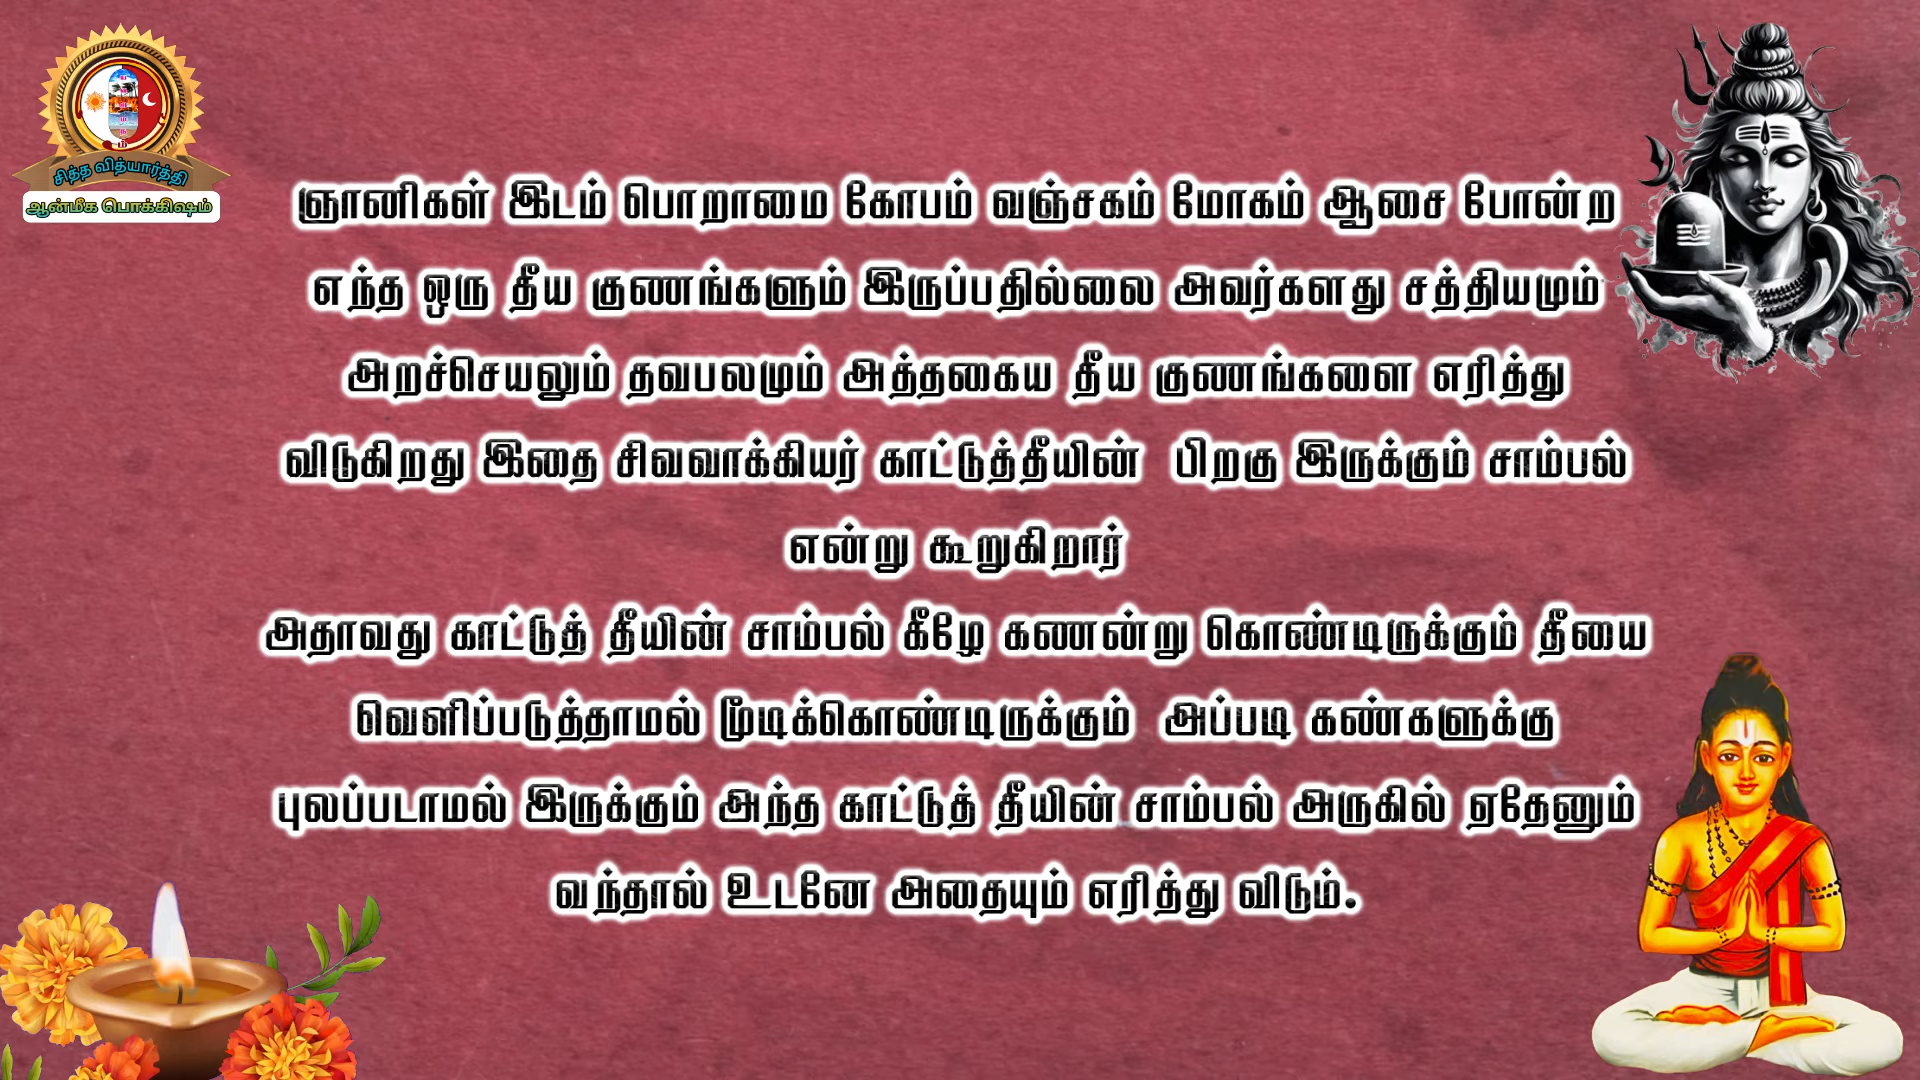 சித்த வித்யார்த்தி
ஆன்மீக பொக்கிஷம்
ஞானிகள் இடம் பொறாமை கோபம் வஞ்சகம் மோகம் ஆசை போன்ற
எந்த ஒரு தீய குணங்களும் இருப்பதில்லை அவர்களது சத்தியமும்
அறச்செயலும் தவபலமும் அத்தகைய தீய குணங்களை எரித்து
விடுகிறது இதை சிவவாக்கியர் காட்டுத்தீயின் பிறகு இருக்கும் சாம்பல்
என்று கூறுகிறார்
அதாவது காட்டுத் தீயின் சாம்பல் கீழே கணன்று கொண்டிருக்கும் தீயை
வெளிப்படுத்தாமல் மூடிக்கொண்டிருக்கும் அப்படி கண்களுக்கு
புலப்படாமல் இருக்கும் அந்த காட்டுத் தீயின் சாம்பல் அருகில் ஏதேனும்
வந்தால் உடனே அதையும் எரித்து விடும்.